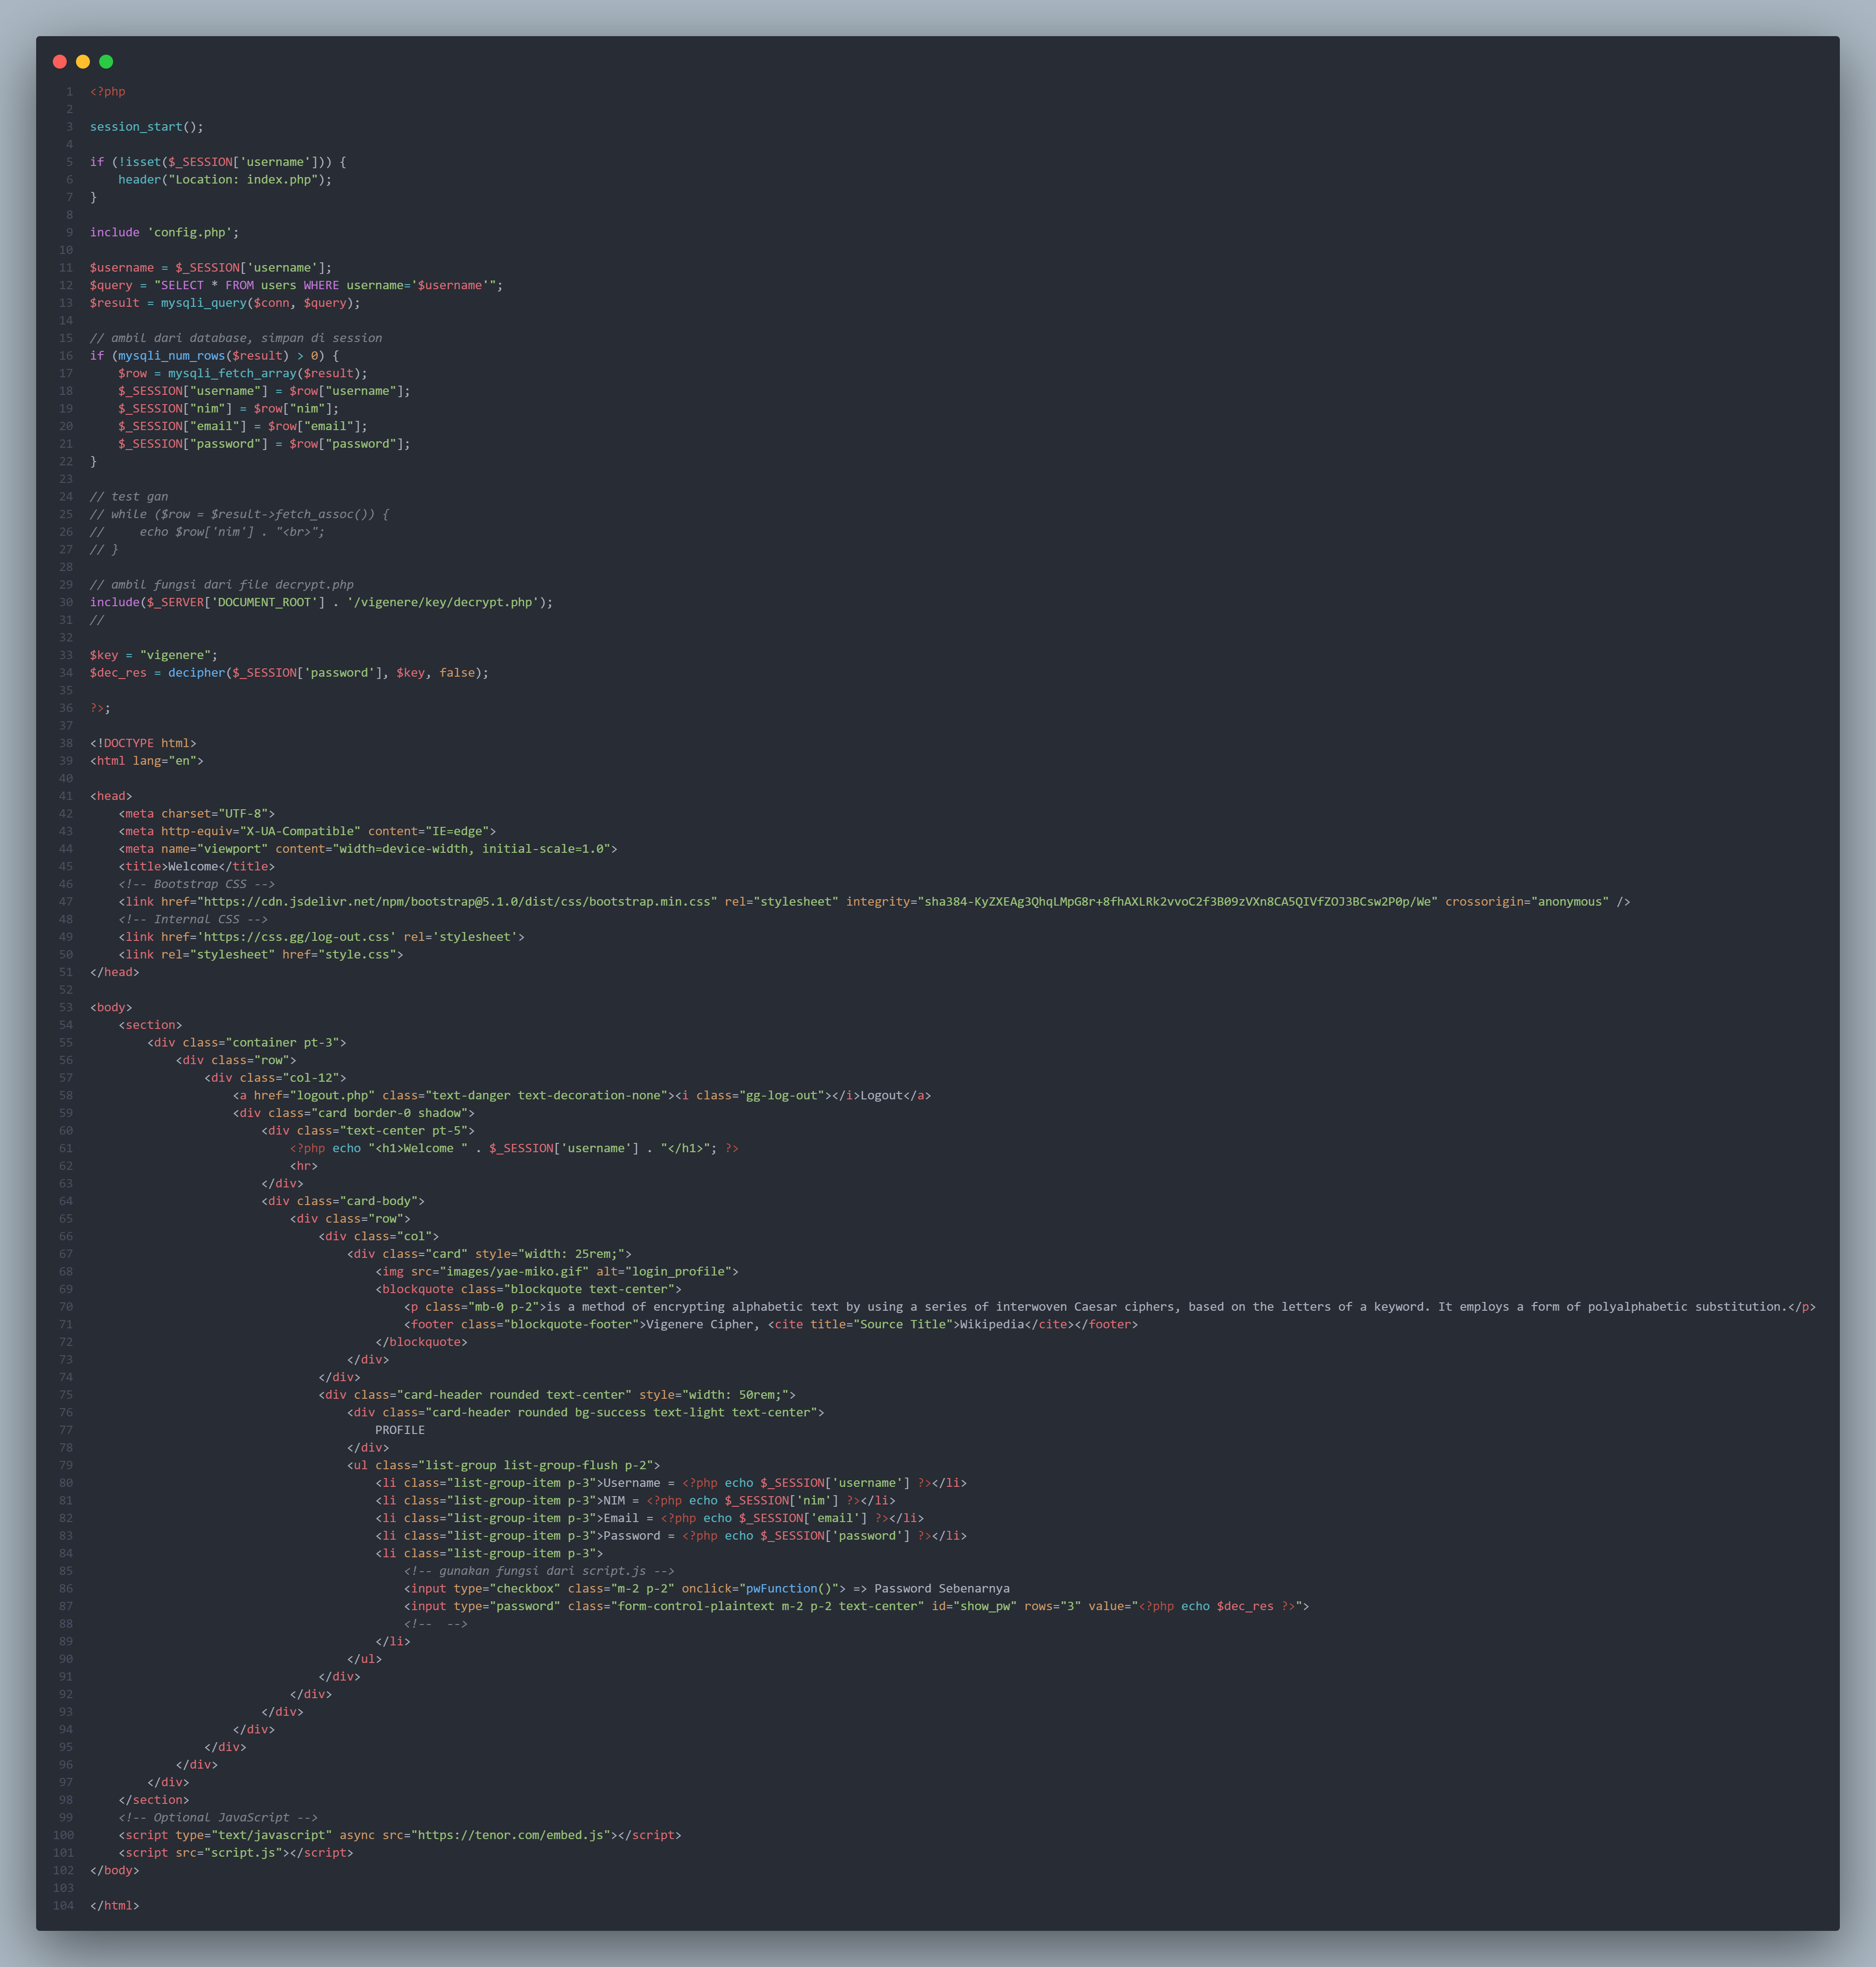 1 <?php
2
3 session_start();
4
5 if (!isset($_SESSION['username'])) {
6     header("Location: index.php");
7 }
8
9 include 'config.php';
10
11 $username = $_SESSION['username'];
12 $query = "SELECT * FROM users WHERE username='$username'";
13 $result = mysqli_query($conn, $query);
14
15 // ambil dari database, simpan di session
16 if (mysqli_num_rows($result) > 0) {
17     $row = mysqli_fetch_array($result);
18     $_SESSION["username"] = $row["username"];
19     $_SESSION["nim"] = $row["nim"];
20     $_SESSION["email"] = $row["email"];
21     $_SESSION["password"] = $row["password"];
22 }
23
24 // test gan
25 // while ($row = $result->fetch_assoc()) {
26 //     echo $row['nim'] . "<br>";
27 // }
28
29 // ambil fungsi dari file decrypt.php
30 include($_SERVER['DOCUMENT_ROOT'] . '/vigenere/key/decrypt.php');
31 //
32
33 $key = "vigenere";
34 $dec_res = decipher($_SESSION['password'], $key, false);
35
36 ?>;
37
38 <!DOCTYPE html>
39 <html lang="en">
40
41 <head>
42     <meta charset="UTF-8">
43     <meta http-equiv="X-UA-Compatible" content="IE=edge">
44     <meta name="viewport" content="width=device-width, initial-scale=1.0">
45     <title>Welcome</title>
46     <!-- Bootstrap CSS -->
47     <link href="https://cdn.jsdelivr.net/npm/bootstrap@5.1.0/dist/css/bootstrap.min.css" rel="stylesheet" integrity="sha384-KyZXEAg3QhqLMpG8r+8fhAXLRk2vvoC2f3B09zVXn8CA5QIVfZOJ3BCsw2P0p/We" crossorigin="anonymous" />
48     <!-- Internal CSS -->
49     <link href='https://css.gg/log-out.css' rel='stylesheet'>
50     <link rel="stylesheet" href="style.css">
51 </head>
52
53 <body>
54     <section>
55         <div class="container pt-3">
56             <div class="row">
57                 <div class="col-12">
58                     <a href="logout.php" class="text-danger text-decoration-none"><i class="gg-log-out"></i>Logout</a>
59                     <div class="card border-0 shadow">
60                         <div class="text-center pt-5">
61                             <?php echo "<h1>Welcome " . $_SESSION['username'] . "</h1>"; ?>
62                             <hr>
63                         </div>
64                         <div class="card-body">
65                             <div class="row">
66                                 <div class="col">
67                                     <div class="card" style="width: 25rem;">
68                                         <img src="images/yae-miko.gif" alt="login_profile">
69                                         <blockquote class="blockquote text-center">
70                                             <p class="mb-0 p-2">is a method of encrypting alphabetic text by using a series of interwoven Caesar ciphers, based on the letters of a keyword. It employs a form of polyalphabetic substitution.</p>
71                                             <footer class="blockquote-footer">Vigenere Cipher, <cite title="Source Title">Wikipedia</cite></footer>
72                                         </blockquote>
73                                     </div>
74                                 </div>
75                                 <div class="card-header rounded text-center" style="width: 50rem;">
76                                     <div class="card-header rounded bg-success text-light text-center">
77                                         PROFILE
78                                     </div>
79                                     <ul class="list-group list-group-flush p-2">
80                                         <li class="list-group-item p-3">Username = <?php echo $_SESSION['username'] ?></li>
81                                         <li class="list-group-item p-3">NIM = <?php echo $_SESSION['nim'] ?></li>
82                                         <li class="list-group-item p-3">Email = <?php echo $_SESSION['email'] ?></li>
83                                         <li class="list-group-item p-3">Password = <?php echo $_SESSION['password'] ?></li>
84                                         <li class="list-group-item p-3">
85                                             <!-- gunakan fungsi dari script.js -->
86                                             <input type="checkbox" class="m-2 p-2" onclick="pwFunction()"> => Password Sebenarnya
87                                             <input type="password" class="form-control-plaintext m-2 p-2 text-center" id="show_pw" rows="3" value="<?php echo $dec_res ?>">
88                                             <!--  -->
89                                         </li>
90                                     </ul>
91                                 </div>
92                             </div>
93                         </div>
94                     </div>
95                 </div>
96             </div>
97         </div>
98     </section>
99     <!-- Optional JavaScript -->
100     <script type="text/javascript" async src="https://tenor.com/embed.js"></script>
101     <script src="script.js"></script>
102 </body>
103
104 </html>